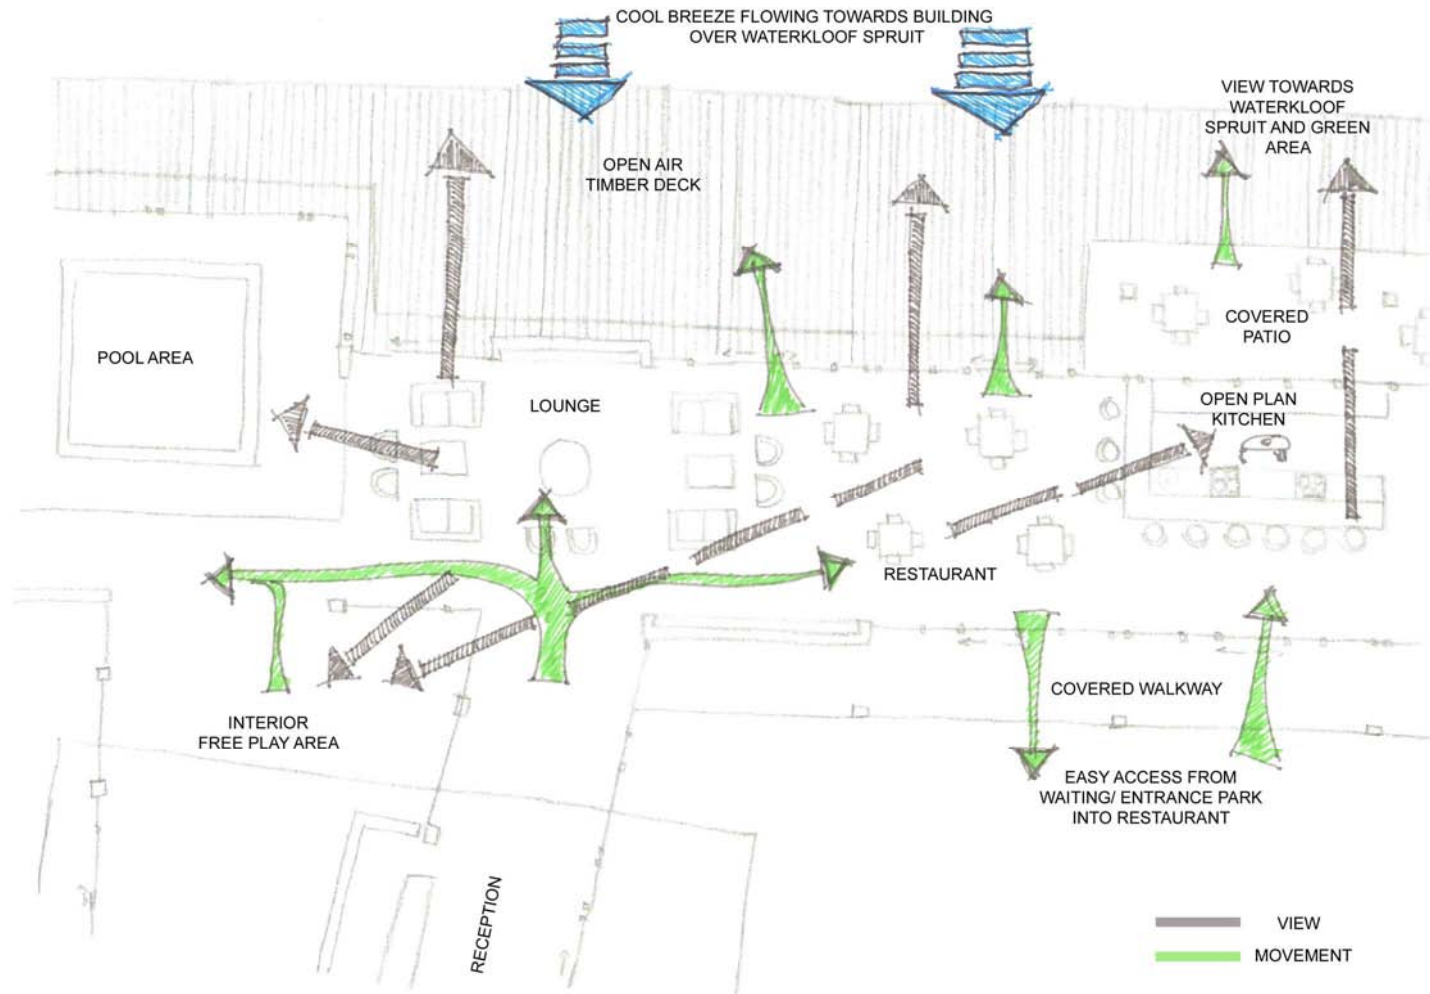 COOL BREEZE FLOWING TOWARDS BUILDING
OVER WATERKLOOF SPRUIT
VIEW TOWARDS
WATERKLOOF
SPRUIT AND GREEN
AREA
OPEN AIR
TIMBER DECK
COVERED
PATIO
POOL AREA
LOUNGE
OPEN PLAN
KITCHEN
RESTAURANT
INTERIOR
FREE PLAY AREA
COVERED WALKWAY
EASY ACCESS FROM
WAITING/ ENTRANCE PARK
INTO RESTAURANT
RECEPTION
VIEW
MOVEMENT